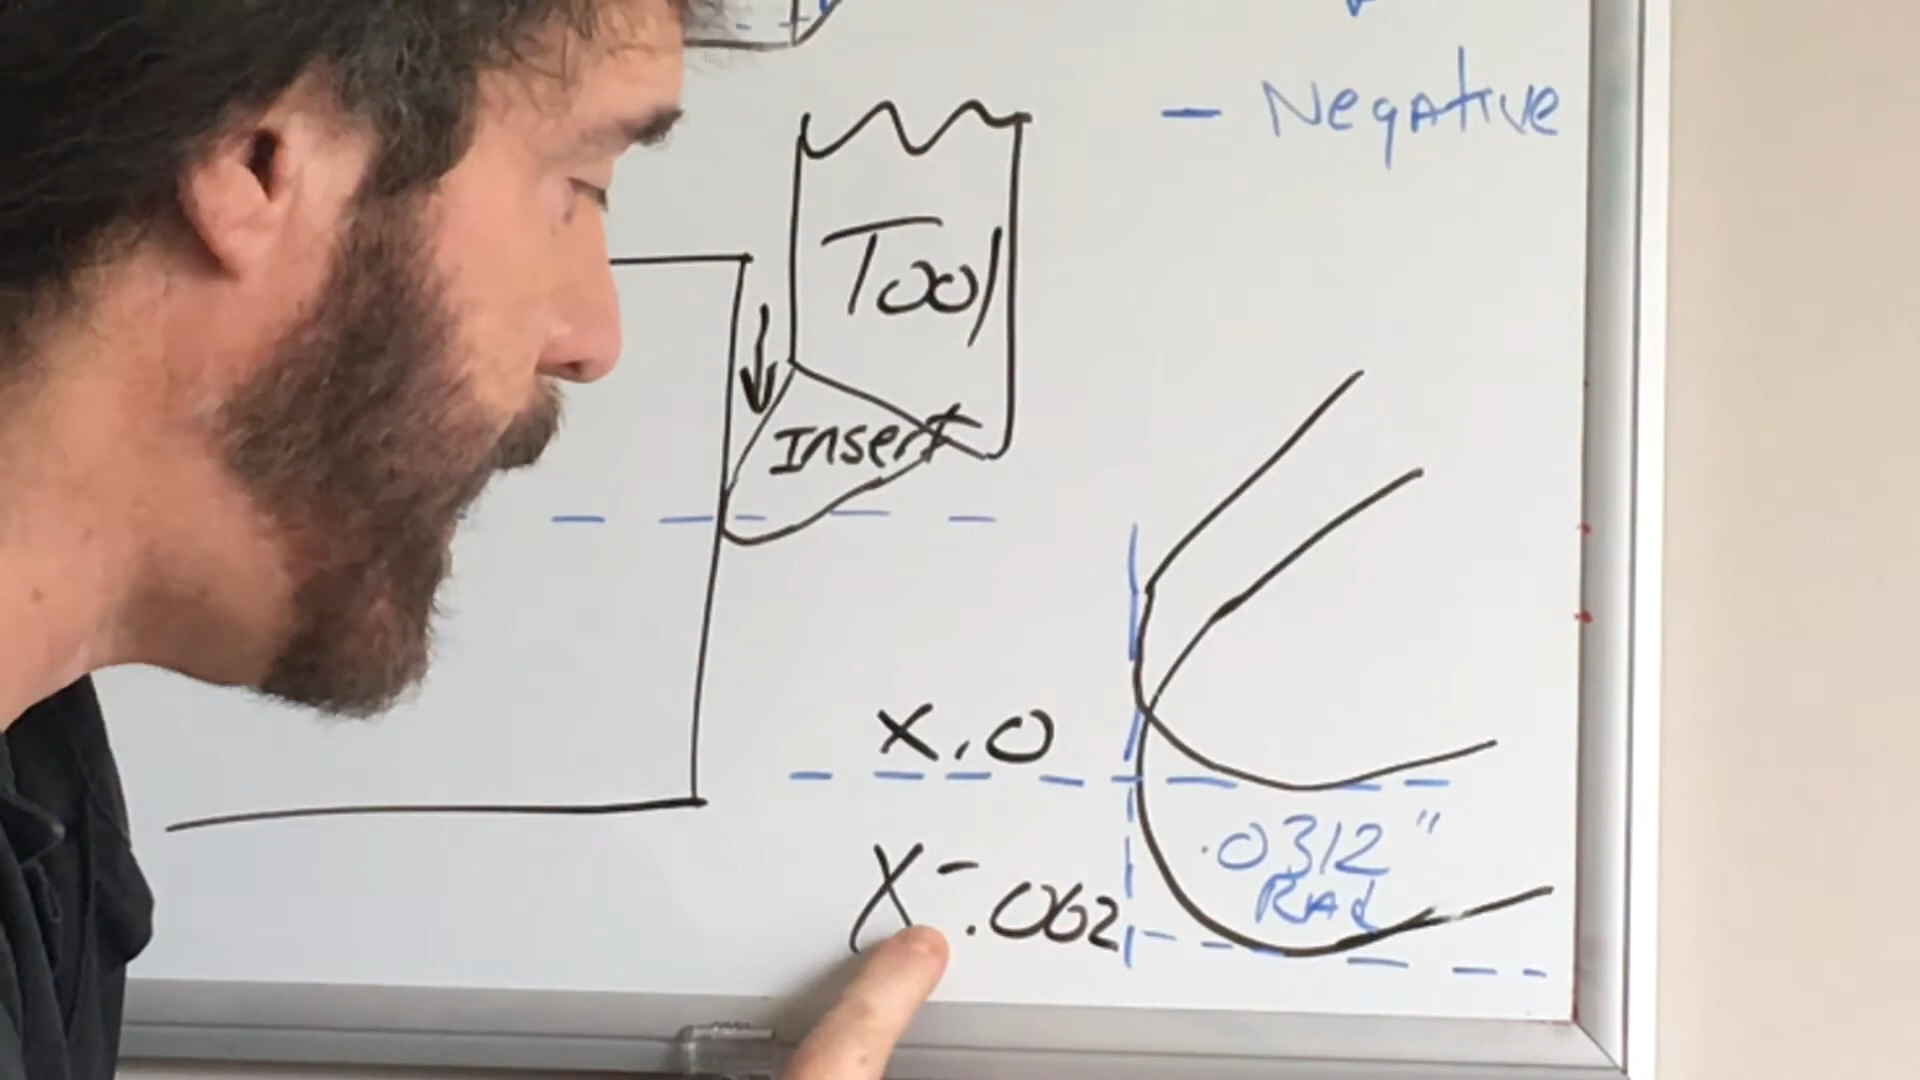 - Negative
Tool
Insert
X.0
.0312"
RAd
X-.062